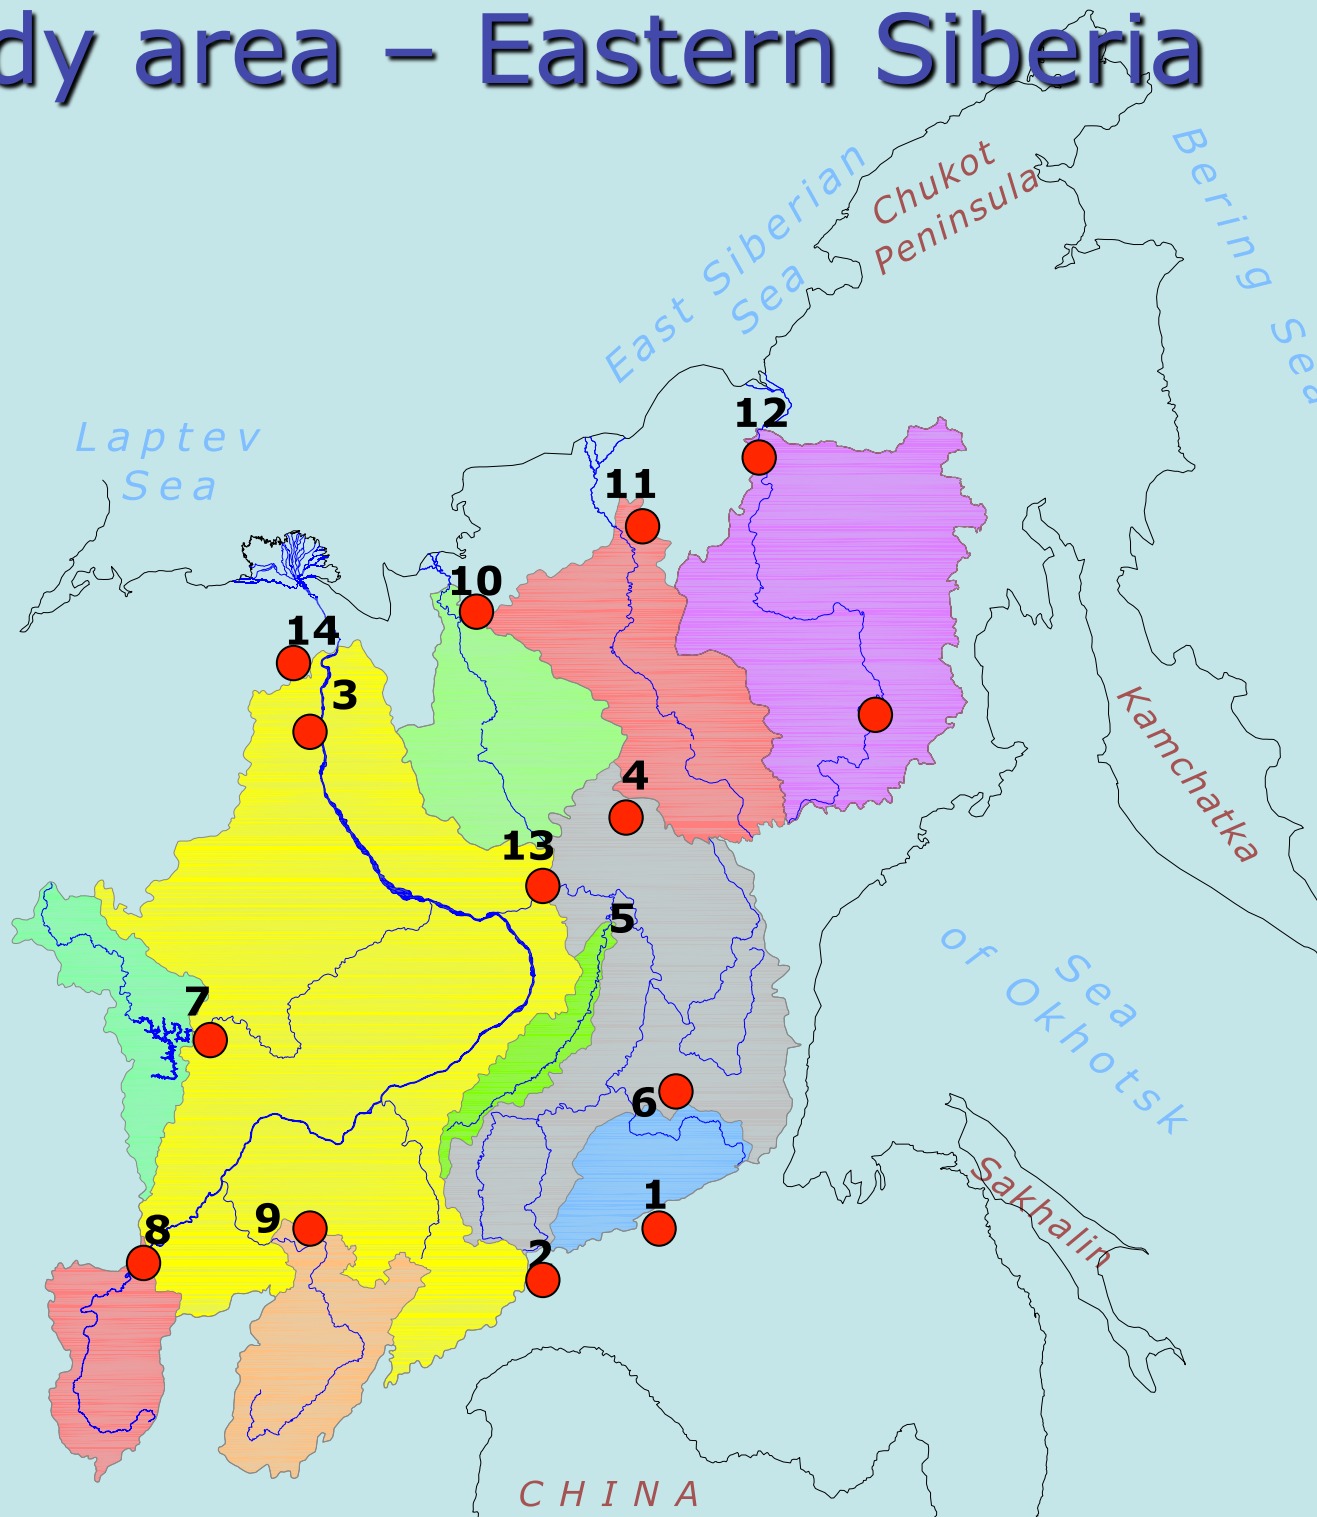 dy area – Eastern Siberia
Bering Sea
Chukot
Peninsula
East Siberian
Sea
Laptev
Sea
12
11
10
14
3
Kamchatka
4
13
5
Sea
of Okhotsk
7
6
Sakhalin
1
9
8
2
CHINA